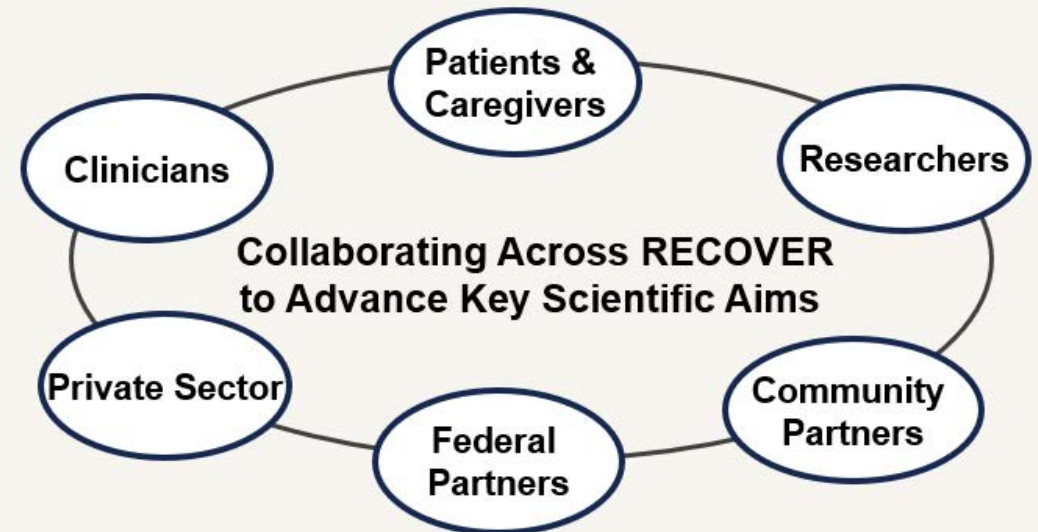 Patients &
Caregivers
Clinicians
Researchers
Collaborating Across RECOVER
to Advance Key Scientific Aims
Private Sector
Community
Partners
Federal
Partners